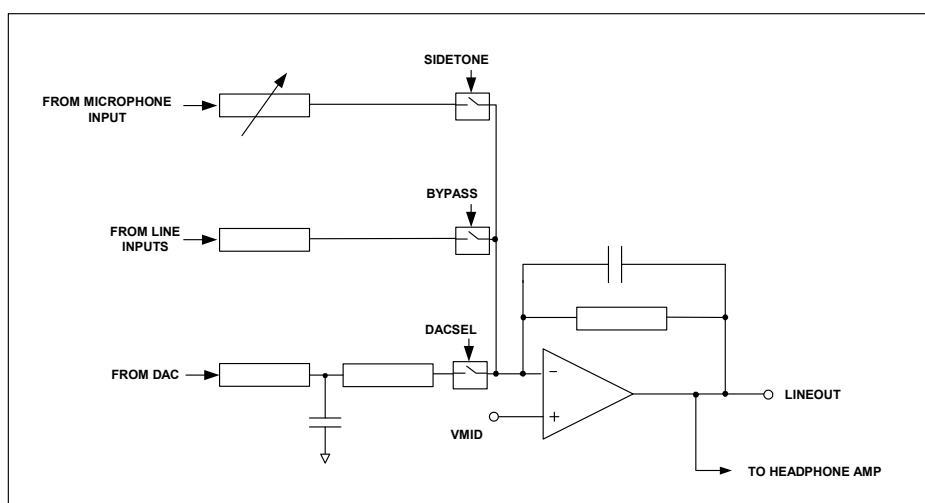 SIDETONE
FROM MICROPHONE
INPUT
BYPASS
FROM LINE
INPUTS
DACSEL
FROM DAC
−
+
VMID
LINEOUT
TO HEADPHONE AMP